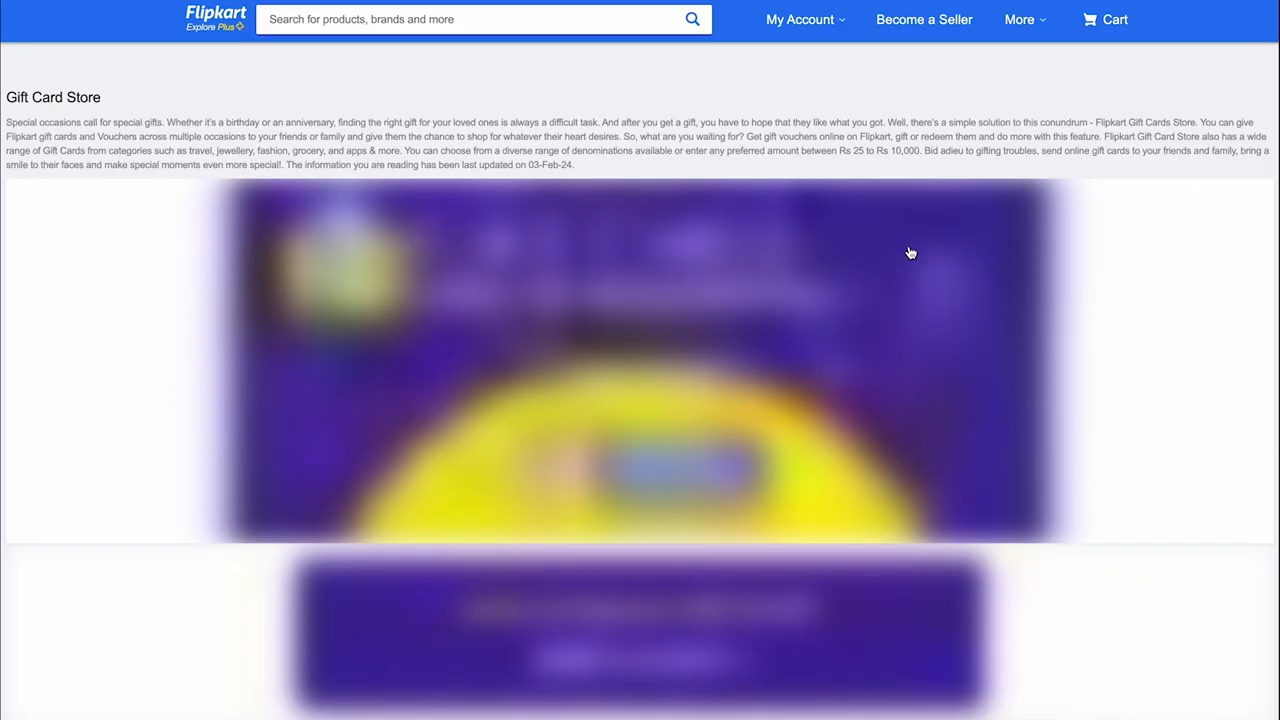 Flipkart
Explore Plus
Search for products, brands and more
My Account
Become a Seller
More
Cart
Gift Card Store
Special occasions call for special gifts. Whether it's a birthday or an anniversary, finding the right gift for your loved ones is always a difficult task. And after you get a gift, you have to hope that they like what you got. Well, there's a simple solution to this conundrum - Flipkart Gift Cards Store. You can give
Flipkart gift cards and Vouchers across multiple occasions to your friends or family and give them the chance to shop for whatever their heart desires. So, what are you waiting for? Get gift vouchers online on Flipkart, gift or redeem them and do more with this feature. Flipkart Gift Card Store also has a wide
range of Gift Cards from categories such as travel, jewellery, fashion, grocery, and apps & more. You can choose from a diverse range of denominations available or enter any preferred amount between Rs 25 to Rs 10,000. Bid adieu to gifting troubles, send online gift cards to your friends and family, bring a
smile to their faces and make special moments even more special!. The information you are reading has been last updated on 03-Feb-24.